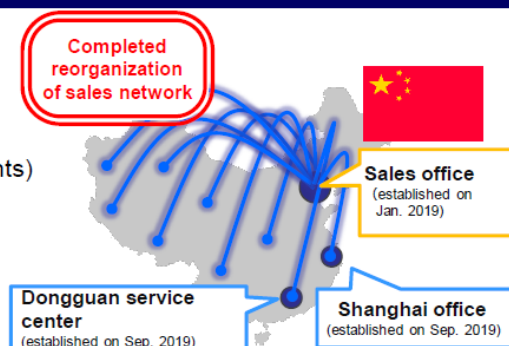 Completed
reorganization
of sales network
nts)
Sales office
(established on
Jan. 2019)
Dongguan service
center
(established on Sep. 2019)
Shanghai office
(established on Sep. 2019)